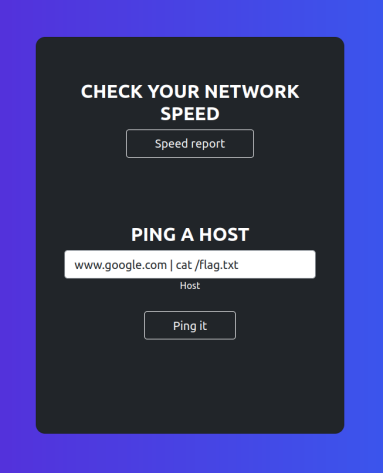 CHECK YOUR NETWORK
SPEED
Speed report
PING A HOST
www.google.com | cat /flag.txt
Host
Ping it